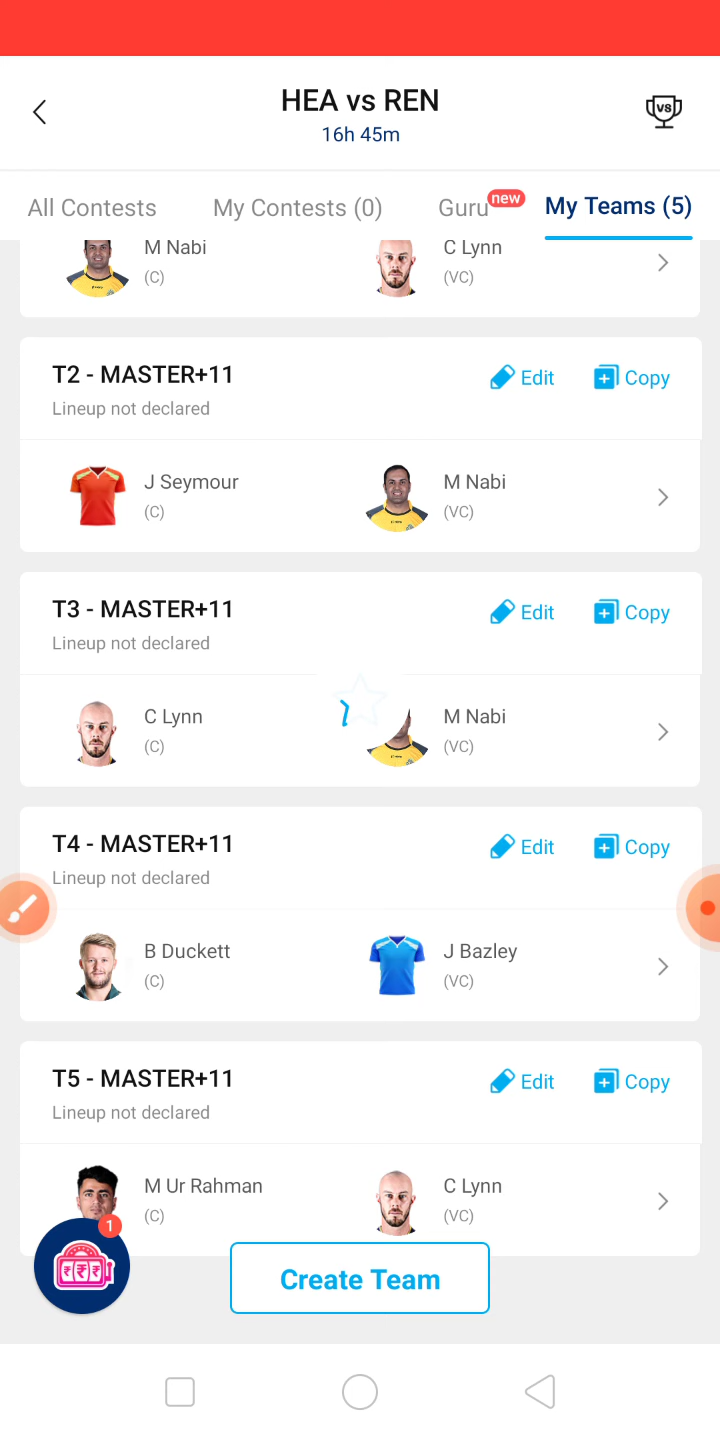 HEA vs REN
16h 45m
All Contests My Contests (0) Guru new My Teams (5)
M Nabi C Lynn
(C) (VC)
T2 - MASTER+11 Edit Copy
Lineup not declared
J Seymour M Nabi
(C) (VC)
T3 - MASTER+11 Edit Copy
Lineup not declared
C Lynn M Nabi
(C) (VC)
T4 - MASTER+11 Edit Copy
Lineup not declared
B Duckett J Bazley
(C) (VC)
T5 - MASTER+11 Edit Copy
Lineup not declared
M Ur Rahman C Lynn
(C) (VC)
1
₹ ₹ ₹
Create Team